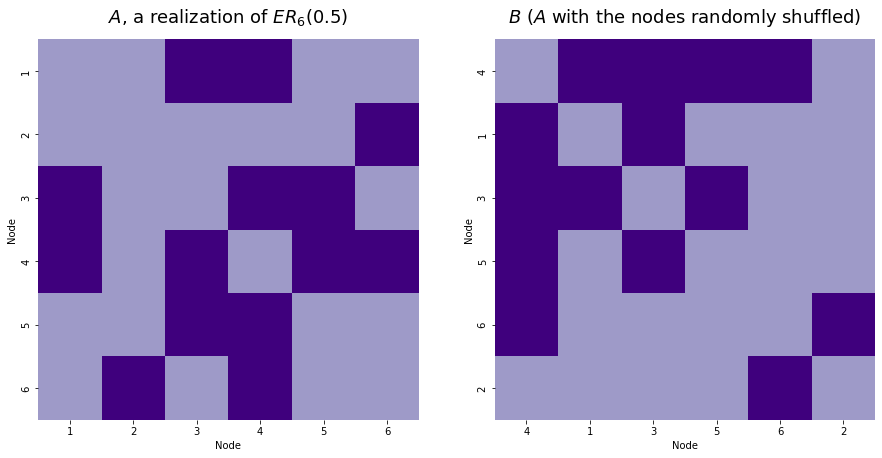 A, a realization of ER₆(0.5)
Node
1
2
3
4
5
6
1 2 3 4 5 6
Node
B (A with the nodes randomly shuffled)
Node
4
1
3
5
6
2
4 1 3 5 6 2
Node